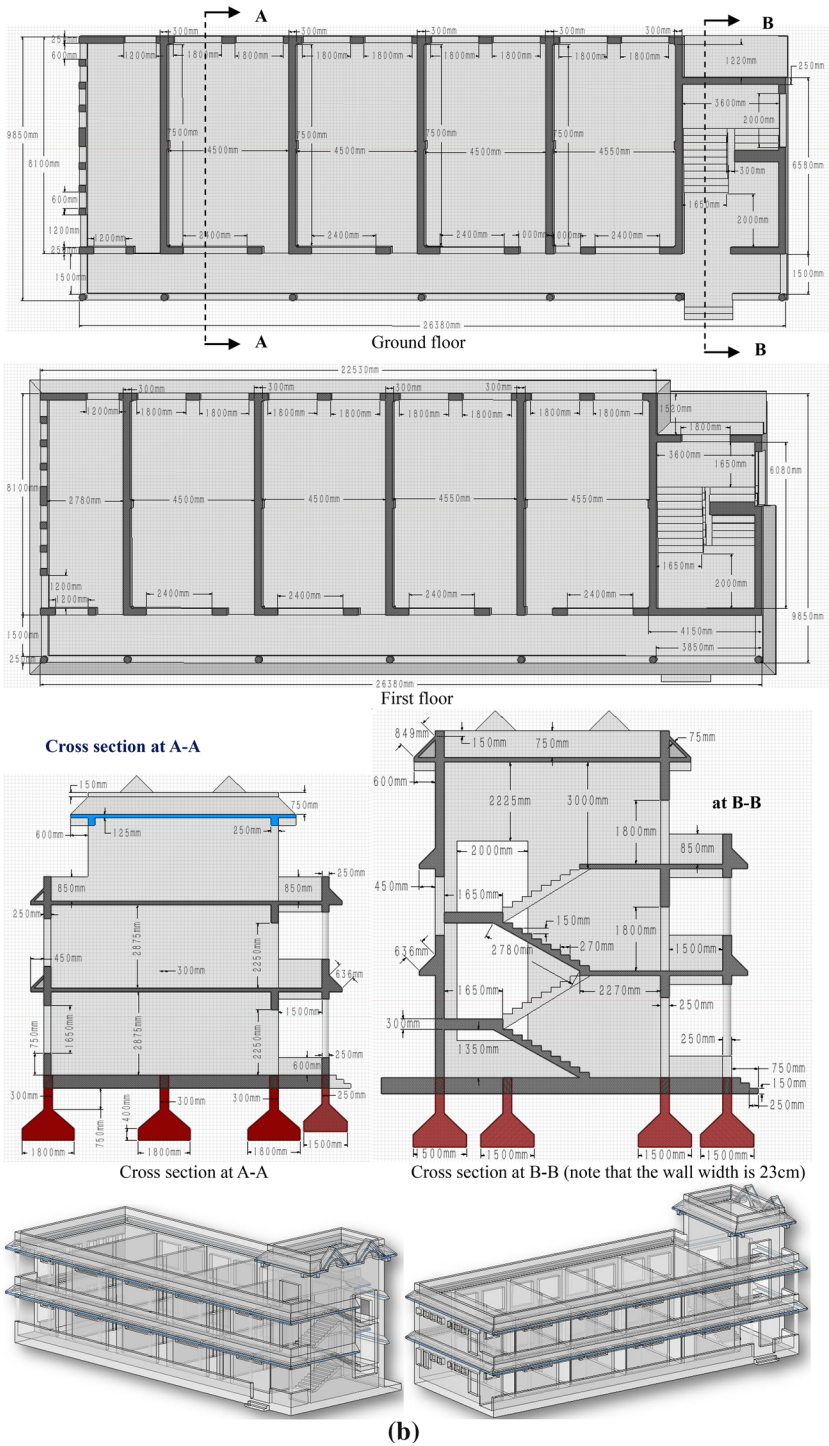 A
B
300mm 300mm 300mm 300mm 300mm
250mm
600mm
1200mm 1800mm 1800mm 1800mm 1800mm 1800mm 1800mm 1800mm 1800mm
1220mm
250mm
3600mm
2000mm
9850mm
8100mm
7500mm 7500mm 7500mm 7500mm
4500mm 4500mm 4500mm 4550mm
6580mm
300mm
1650mm
600mm
2000mm
1200mm
1200mm
2400mm 2400mm 2400mm 1000mm 1000mm 2400mm
1500mm
1500mm
26380mm
A
Ground floor
B
22530mm
300mm 300mm 300mm 300mm
1200mm 1800mm 1800mm 1800mm 1800mm 1800mm 1800mm 1800mm 1800mm
1520mm
1800mm
3600mm
1650mm
6080mm
8100mm
2780mm 4500mm 4500mm 4550mm 4550mm
1650mm
1200mm
1200mm
2000mm
2400mm 2400mm 2400mm 2400mm
9850mm
1500mm
4150mm
3850mm
250mm
26380mm
First floor
Cross section at A-A
150mm
750mm
125mm
250mm
600mm
850mm
850mm
250mm
250mm
2875mm
2250mm
450mm
300mm
636mm
750mm
1650mm
2875mm
2250mm
1500mm
250mm
600mm
300mm
300mm
300mm
250mm
750mm
400mm
1800mm 1800mm 1800mm 1500mm
Cross section at A-A
849mm
150mm
750mm
75mm
600mm
2225mm
3000mm
at B-B
1800mm
850mm
2000mm
450mm
1650mm
150mm
270mm
1800mm
1500mm
636mm
2780mm
1650mm
2270mm
250mm
300mm
1350mm
250mm
750mm
150mm
250mm
1500mm 1500mm 1500mm 1500mm
Cross section at B-B (note that the wall width is 23cm)
(b)